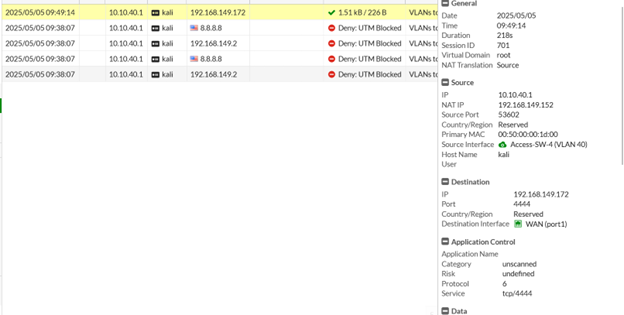 2025/05/05 09:49:14 10.10.40.1 kali 192.168.149.172 1.51 kB / 226 B VLANs to
2025/05/05 09:38:07 10.10.40.1 kali 8.8.8.8 Deny: UTM Blocked VLANs to
2025/05/05 09:38:07 10.10.40.1 kali 192.168.149.2 Deny: UTM Blocked VLANs to
2025/05/05 09:38:07 10.10.40.1 kali 8.8.8.8 Deny: UTM Blocked VLANs to
2025/05/05 09:38:07 10.10.40.1 kali 192.168.149.2 Deny: UTM Blocked VLANs to
General
Date 2025/05/05
Time 09:49:14
Duration 218s
Session ID 701
Virtual Domain root
NAT Translation Source
Source
IP 10.10.40.1
NAT IP 192.168.149.152
Source Port 53602
Country/Region Reserved
Primary MAC 00:50:00:00:1d:00
Source Interface Access-SW-4 (VLAN 40)
Host Name kali
User
Destination
IP 192.168.149.172
Port 4444
Country/Region Reserved
Destination Interface WAN (port1)
Application Control
Application Name
Category unscanned
Risk undefined
Protocol 6
Service tcp/4444
Data